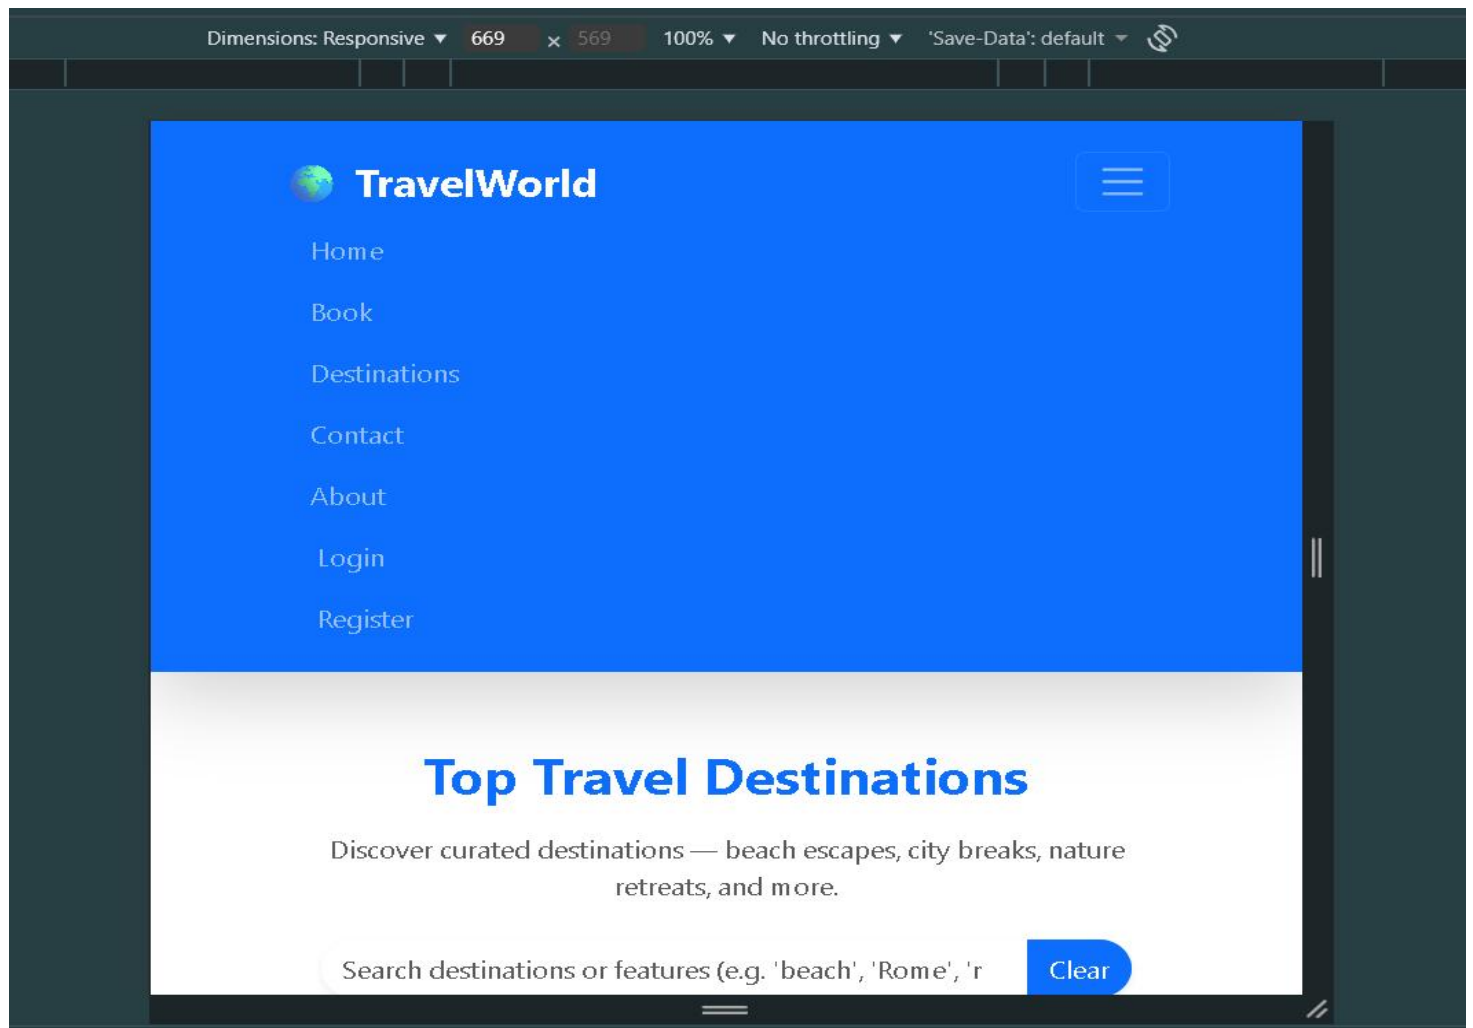 Dimensions: Responsive ▼ 669 × 569 100% ▼ No throttling ▼ 'Save-Data': default ▼
TravelWorld
Home
Book
Destinations
Contact
About
Login
Register
Top Travel Destinations
Discover curated destinations — beach escapes, city breaks, nature
retreats, and more.
Search destinations or features (e.g. 'beach', 'Rome', 'r Clear